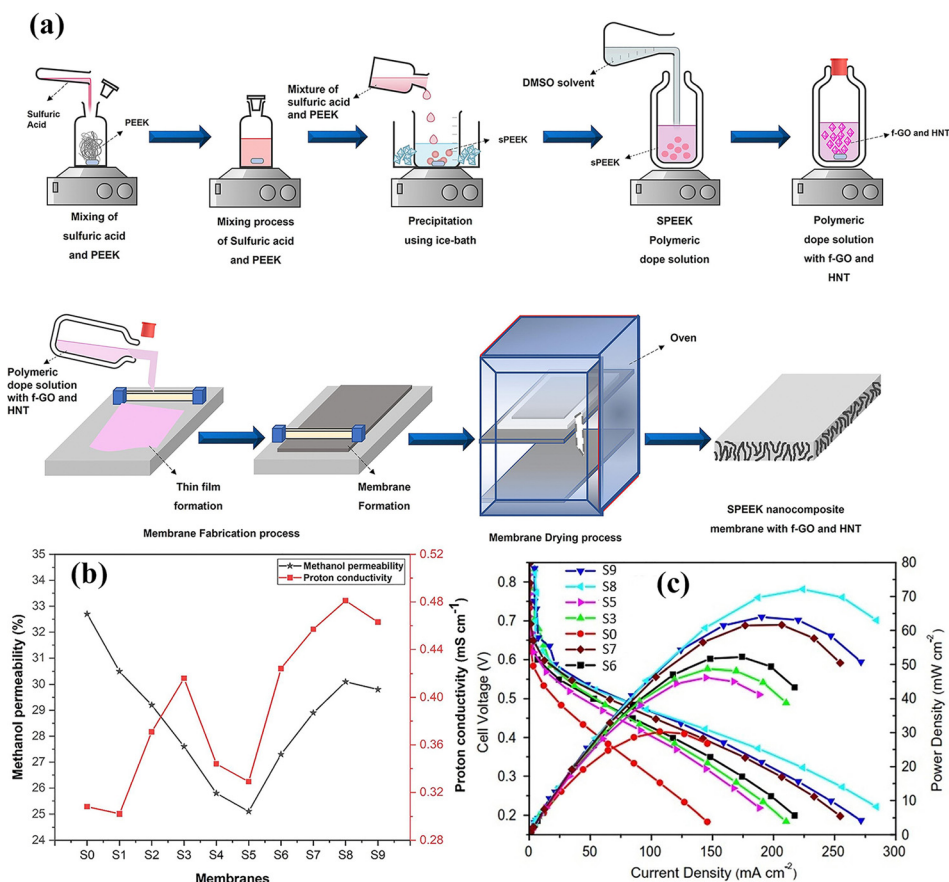 (a)
Sulfuric
Acid
PEEK
Mixing of
sulfuric acid
and PEEK
Mixing process
of Sulfuric acid
and PEEK
Mixture of
sulfuric acid
and PEEK
sPEEK
Precipitation
using ice-bath
DMSO solvent
sPEEK
SPEEK
Polymeric
dope solution
f-GO and HNT
Polymeric
dope solution
with f-GO and
HNT
Polymeric
dope solution
with f-GO and
HNT
Thin film
formation
Membrane
Formation
Membrane Fabrication process
Oven
Membrane Drying process
SPEEK nanocomposite
membrane with f-GO and HNT
(b)
Methanol permeability
Proton conductivity
Methanol permeability (%)
35
34
33
32
31
30
29
28
27
26
25
24
Proton conductivity (mS cm⁻¹)
0.52
0.48
0.44
0.40
0.36
0.32
0.28
S0 S1 S2 S3 S4 S5 S6 S7 S8 S9
Membranes
(c)
S9
S8
S5
S3
S0
S7
S6
Cell Voltage (V)
0.8
0.7
0.6
0.5
0.4
0.3
0.2
Power Density (mW cm⁻²)
80
70
60
50
40
30
20
10
0
0 50 100 150 200 250 300
Current Density (mA cm⁻²)